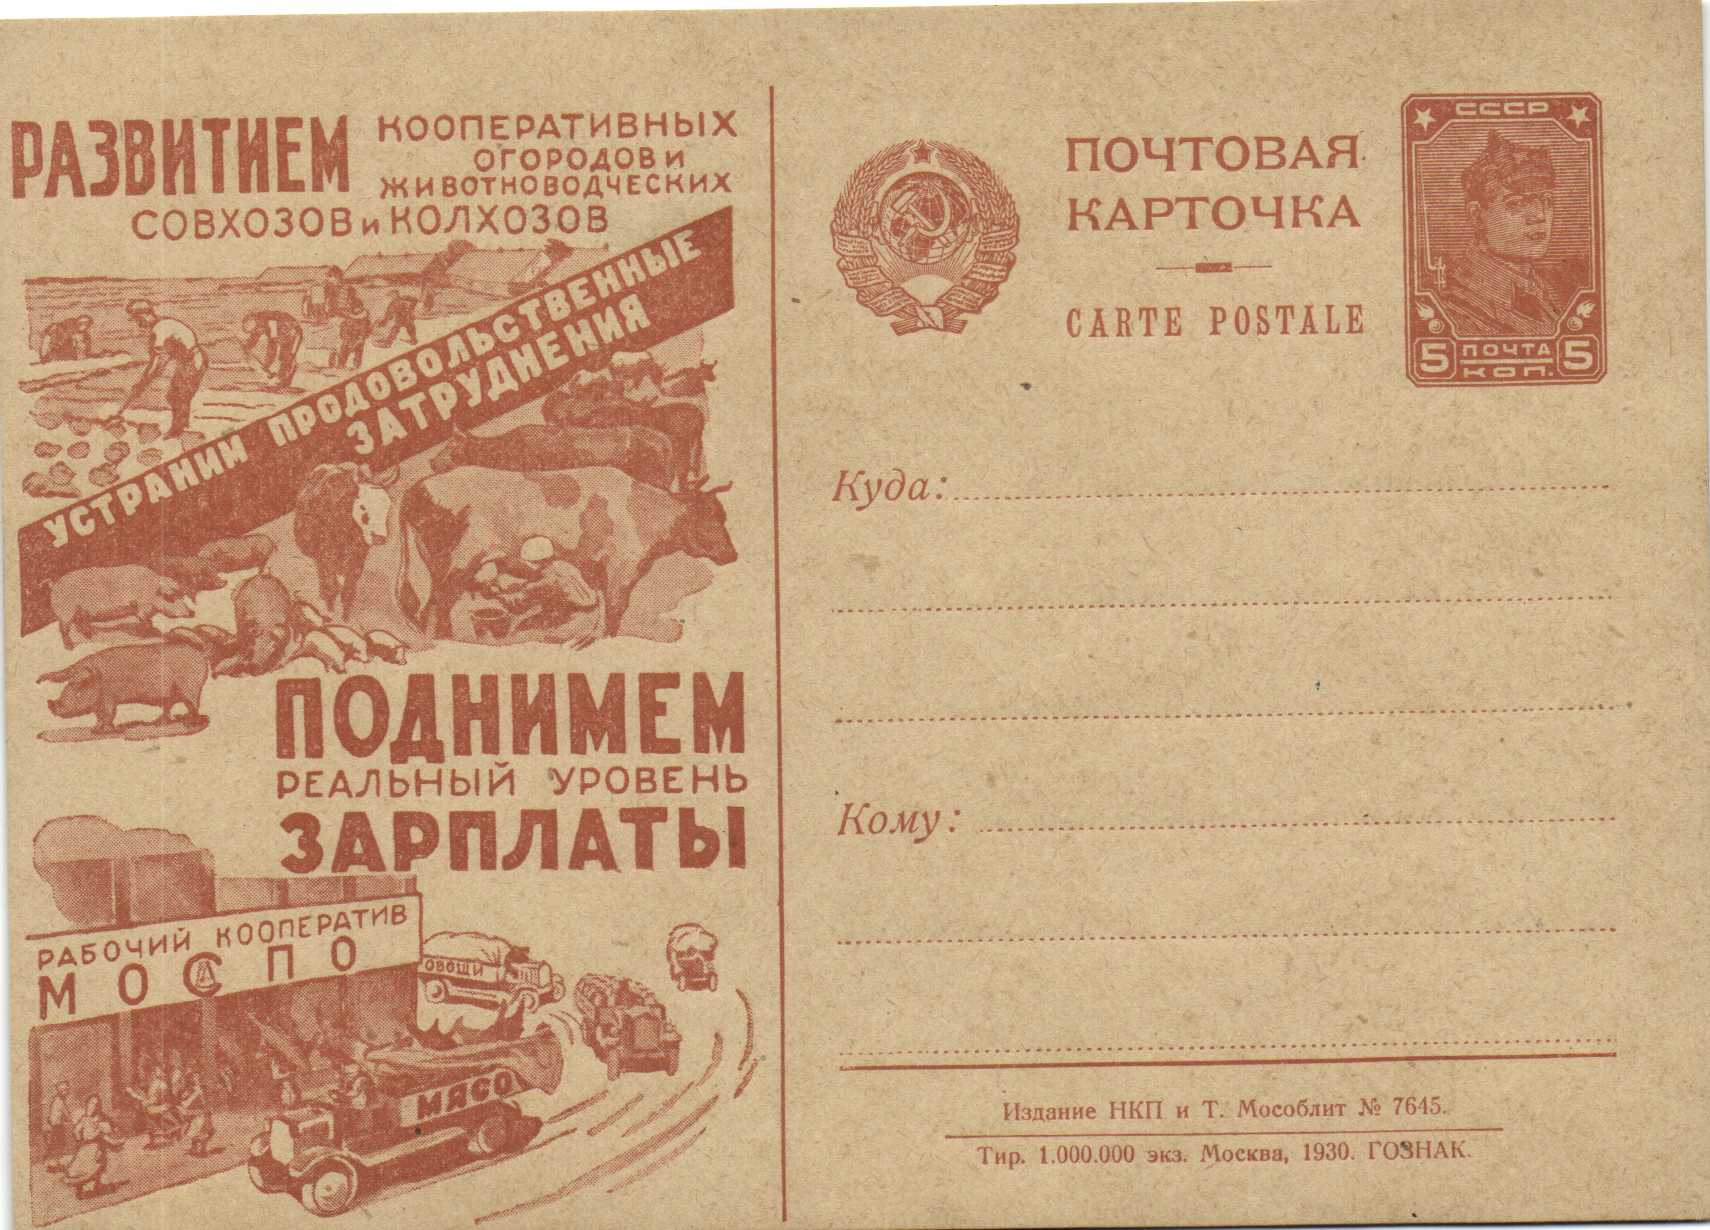 РАЗВИТИЕМ КООПЕРАТИВНЫХ
ОГОРОДОВ И
ЖИВОТНОВОДЧЕСКИХ
СОВХОЗОВ и КОЛХОЗОВ
УСТРАНИМ ПРОДОВОЛЬСТВЕННЫЕ
ЗАТРУДНЕНИЯ
ПОДНИМЕМ
РЕАЛЬНЫЙ УРОВЕНЬ
ЗАРПЛАТЫ
РАБОЧИЙ КООПЕРАТИВ
МОСПО
ОВОЩИ
МЯСО
ПОЧТОВАЯ
КАРТОЧКА
CARTE POSTALE
СССР
5 ПОЧТА 5
КОП.
Куда:
Кому:
Издание НКП и Т. Мособлит № 7645.
Тир. 1.000.000 экз. Москва, 1930. ГОЗНАК.